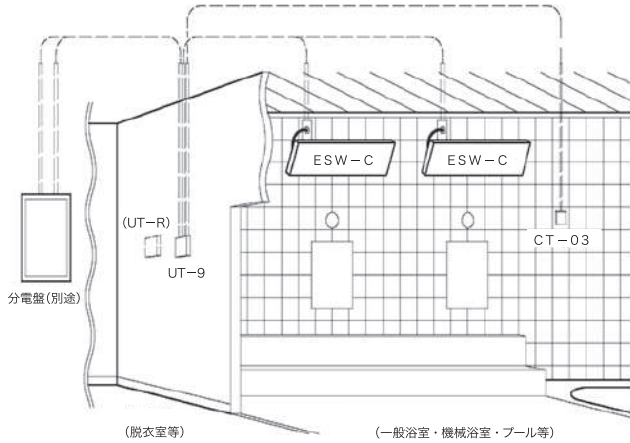 ESW-C
ESW-C
(UT-R)
UT-9
CT-03
分電盤(別途)
(脱衣室等)
(一般浴室・機械浴室・プール等)